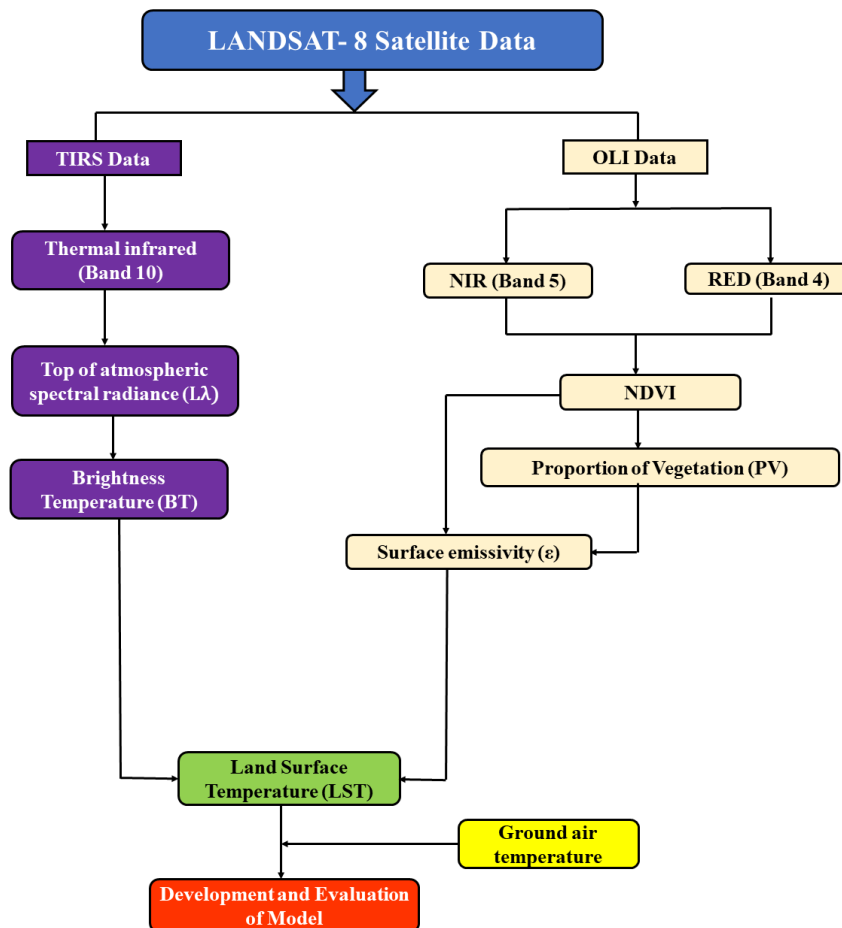 LANDSAT- 8 Satellite Data
TIRS Data
OLI Data
Thermal infrared
(Band 10)
NIR (Band 5)
RED (Band 4)
Top of atmospheric
spectral radiance (Lλ)
NDVI
Brightness
Temperature (BT)
Proportion of Vegetation (PV)
Surface emissivity (ε)
Land Surface
Temperature (LST)
Ground air
temperature
Development and Evaluation
of Model